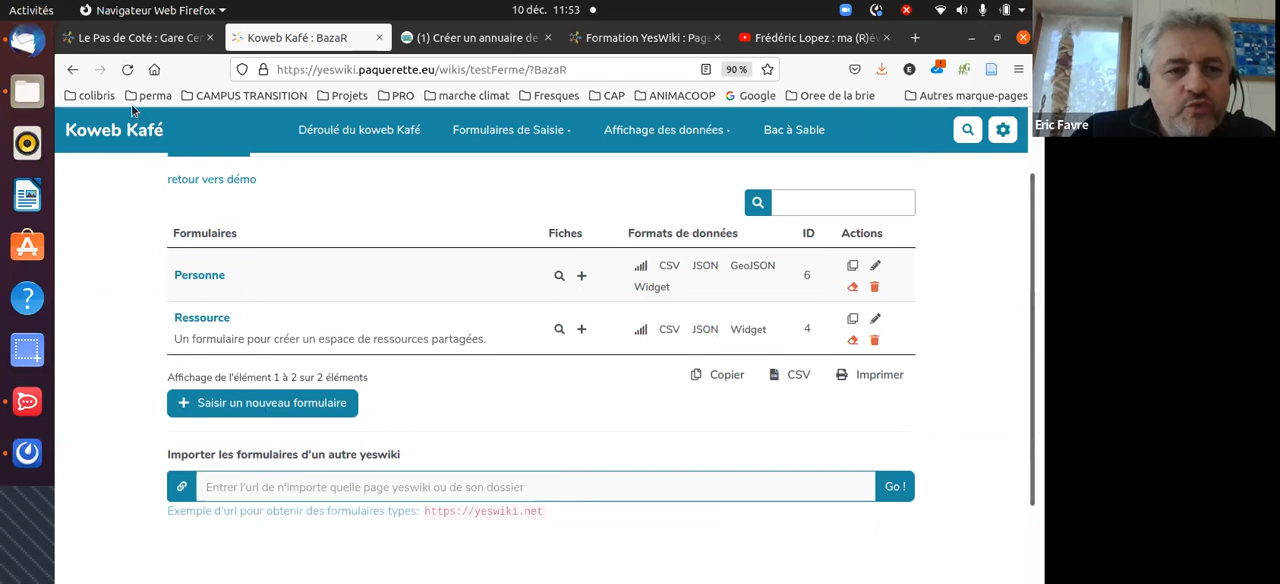 Activités
Navigateur Web Firefox
10 déc. 11:53
Le Pas de Coté : Gare Cer
Koweb Kafé : BazaR
(1) Créer un annuaire de
Formation YesWiki : Pag
Frédéric Lopez : ma (R)év
https://yeswiki.paquerette.eu/wikis/testFerme/?BazaR
90 %
colibris
perma
CAMPUS TRANSITION
Projets
PRO
marche climat
Fresques
CAP
ANIMACOOP
Google
Oree de la brie
Autres marque-pages
Eric Favre
Koweb Kafé
Déroulé du koweb Kafé
Formulaires de Saisie
Affichage des données
Bac à Sable
retour vers démo
Formulaires
Fiches
Formats de données
ID
Actions
Personne
CSV JSON GeoJSON
Widget
6
Ressource
Un formulaire pour créer un espace de ressources partagées.
CSV JSON Widget
4
Affichage de l'élément 1 à 2 sur 2 éléments
Copier
CSV
Imprimer
Saisir un nouveau formulaire
Importer les formulaires d'un autre yeswiki
Entrer l'url de n'importe quelle page yeswiki ou de son dossier
Go !
Exemple d'uri pour obtenir des formulaires types: https://yeswiki.net